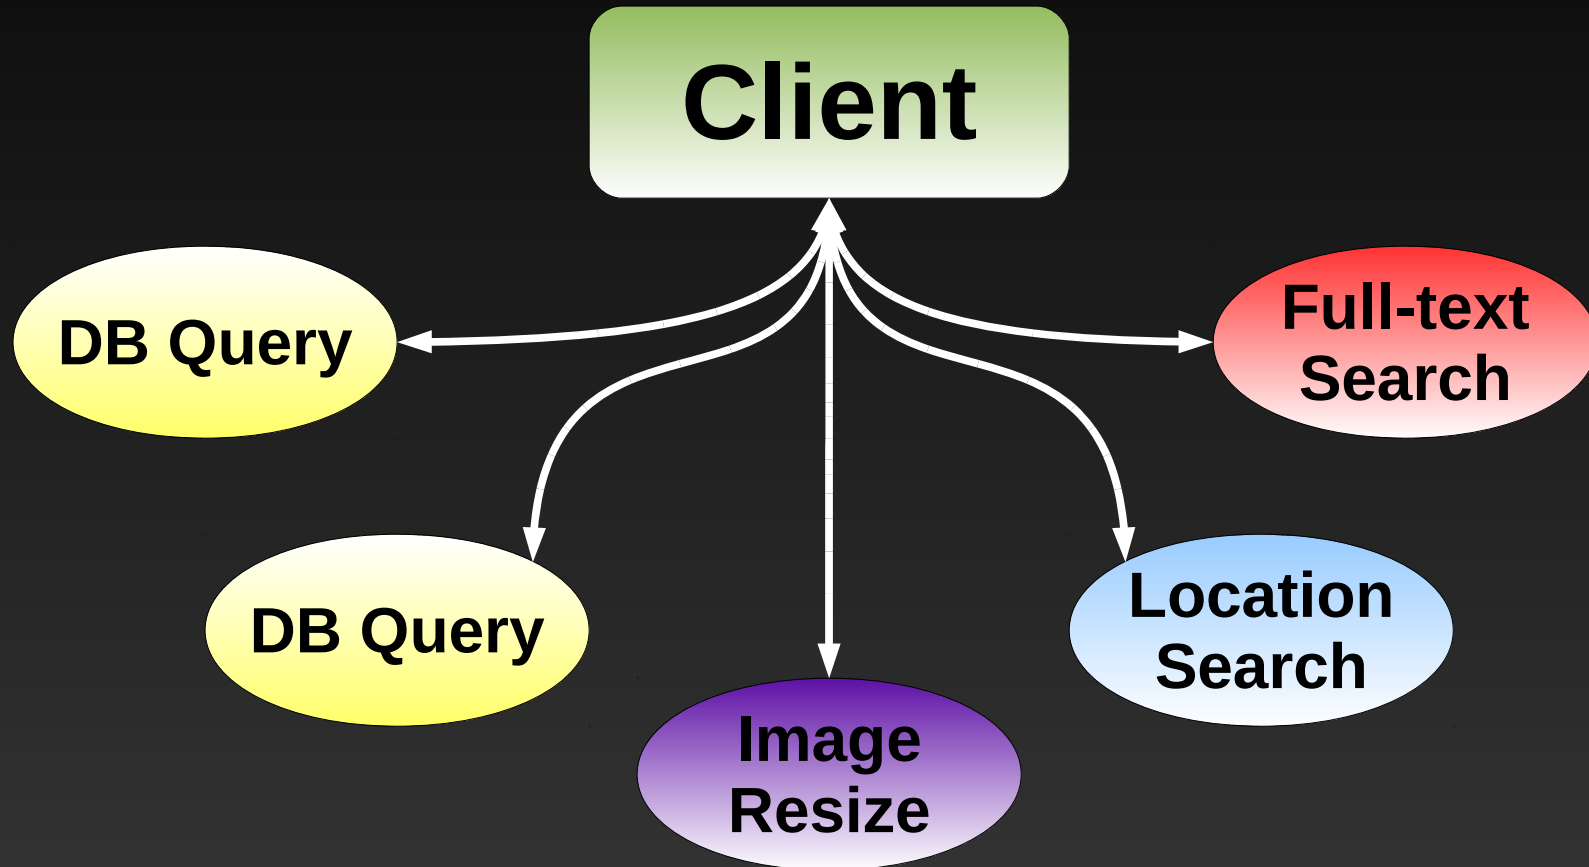 Client
DB Query
Full-text
Search
DB Query
Location
Search
Image
Resize